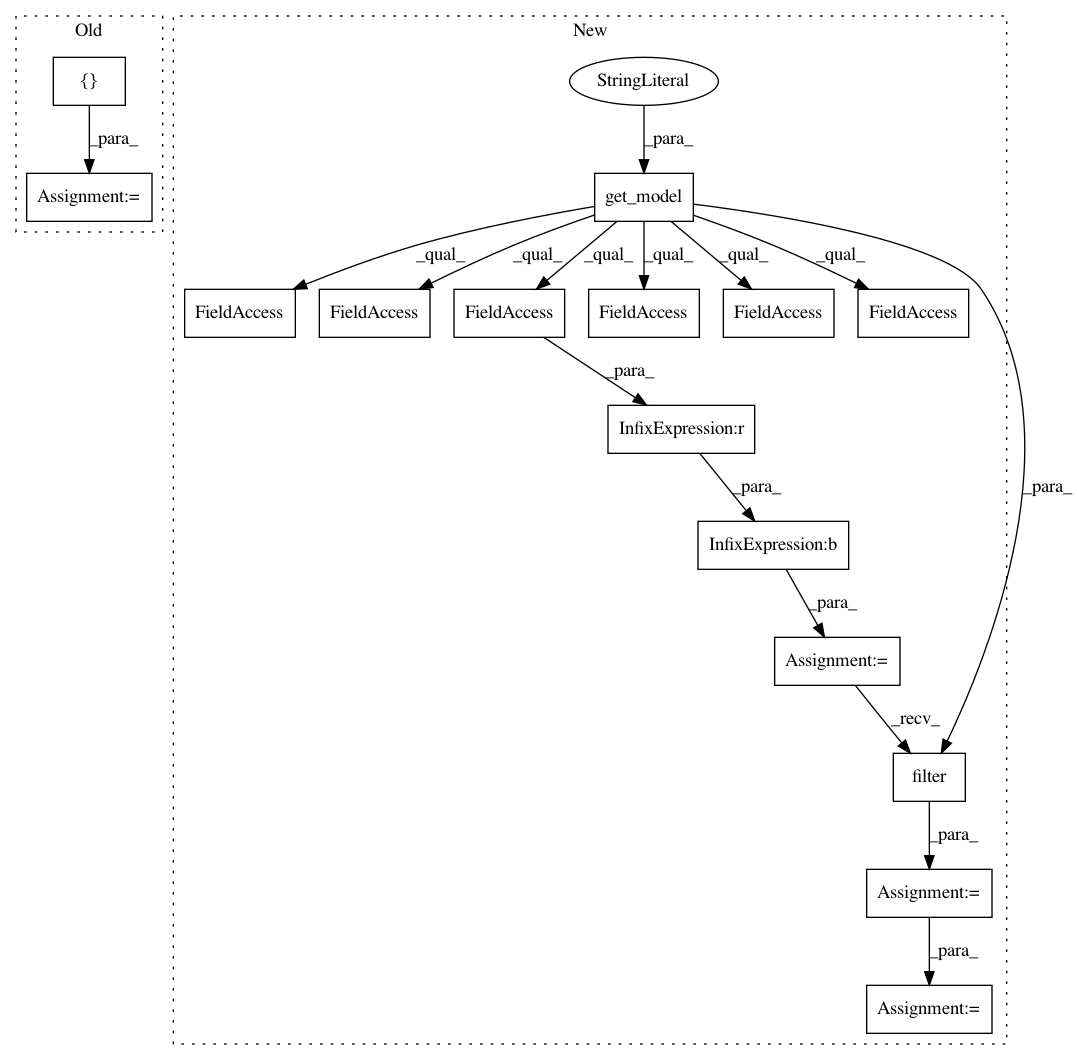 Old
New
{}
StringLiteral
_para_
_para_
Assignment:=
get_model
_qual_
_qual_
_qual_
_qual_
_qual_
_qual_
FieldAccess
FieldAccess
FieldAccess
FieldAccess
FieldAccess
FieldAccess
_para_
InfixExpression:r
_para_
_para_
InfixExpression:b
_para_
Assignment:=
_recv_
filter
_para_
Assignment:=
_para_
Assignment:=